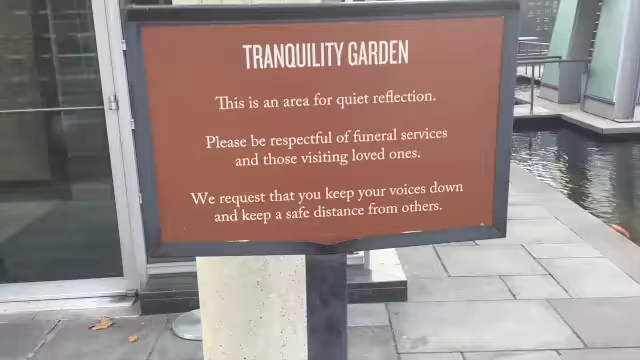 TRANQUILITY GARDEN
This is an area for quiet reflection.
Please be respectful of funeral services
and those visiting loved ones.
We request that you keep your voices down
and keep a safe distance from others.